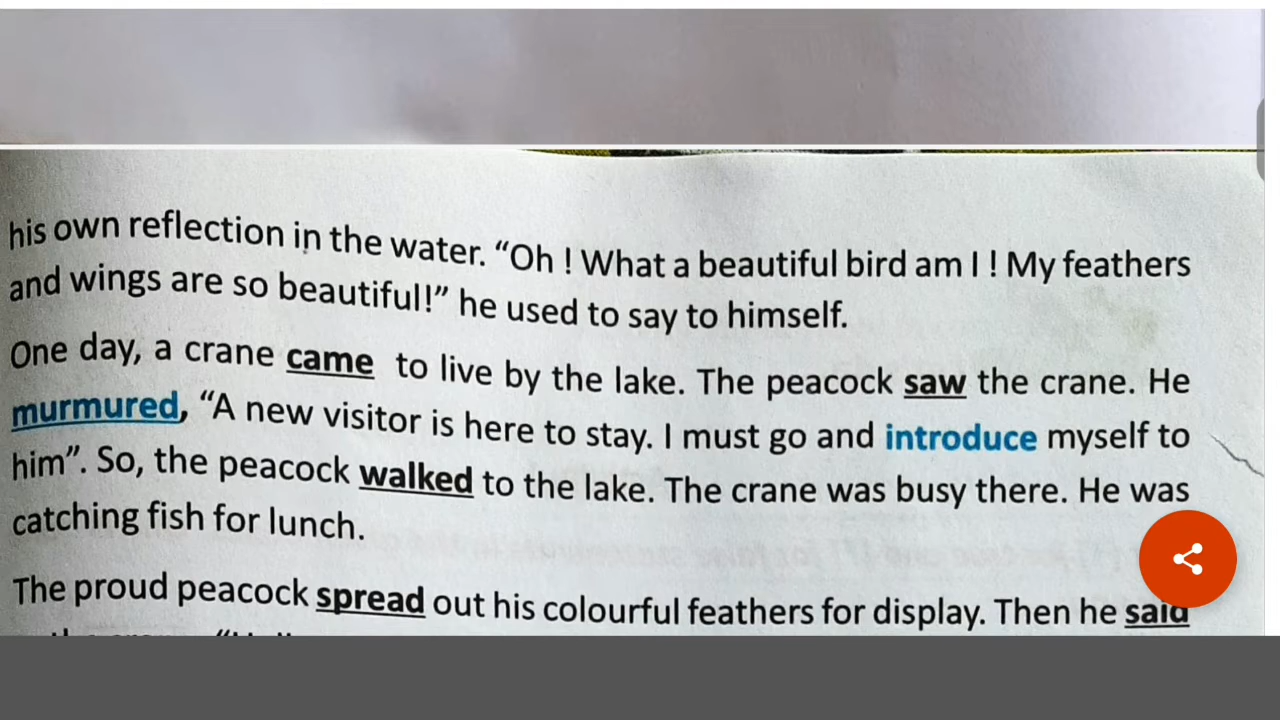 his own reflection in the water. “Oh ! What a beautiful bird am I ! My feathers
and wings are so beautiful!” he used to say to himself.
One day, a crane came to live by the lake. The peacock saw the crane. He
murmured, “A new visitor is here to stay. I must go and introduce myself to
him”. So, the peacock walked to the lake. The crane was busy there. He was
catching fish for lunch.
The proud peacock spread out his colourful feathers for display. Then he said